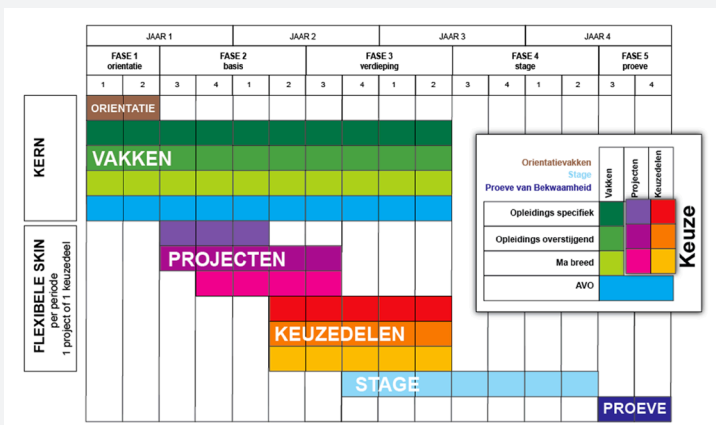 JAAR 1 JAAR 2 JAAR 3 JAAR 4
FASE 1 FASE 2 FASE 3 FASE 4 FASE 5
orientatie basis verdieping stage proeve
1 2 3 4 1 2 3 4 1 2 3 4 1 2 3 4
KERN
ORIENTATIE
VAKKEN
FLEXIBELE SKIN
per periode
1 project of 1 keuzedeel
PROJECTEN
KEUZEDELEN
STAGE
PROEVE
Orientatievakken
Stage
Proeve van Bekwaamheid
Vakken
Projecten
Keuzedelen
Opleidings specifiek
Opleidings overstijgend
Ma breed
AVO
Keuze